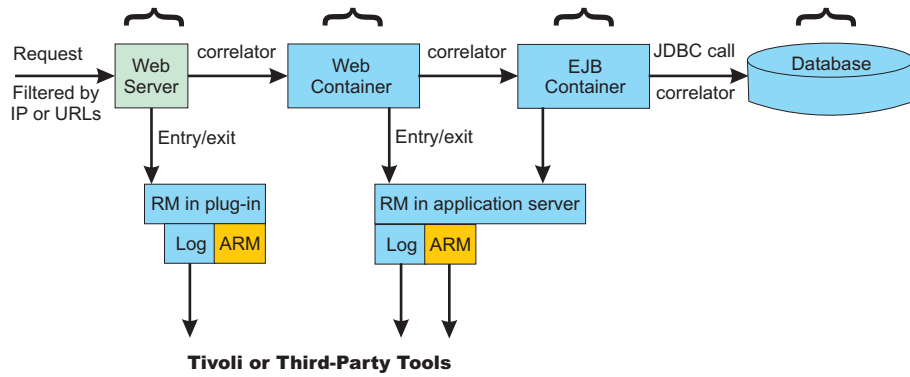 Request
Filtered by
IP or URLs
Web
Server
correlator
Web
Container
correlator
EJB
Container
JDBC call
correlator
Database
Entry/exit
Entry/exit
RM in plug-in
Log
ARM
RM in application server
Log
ARM
Tivoli or Third-Party Tools